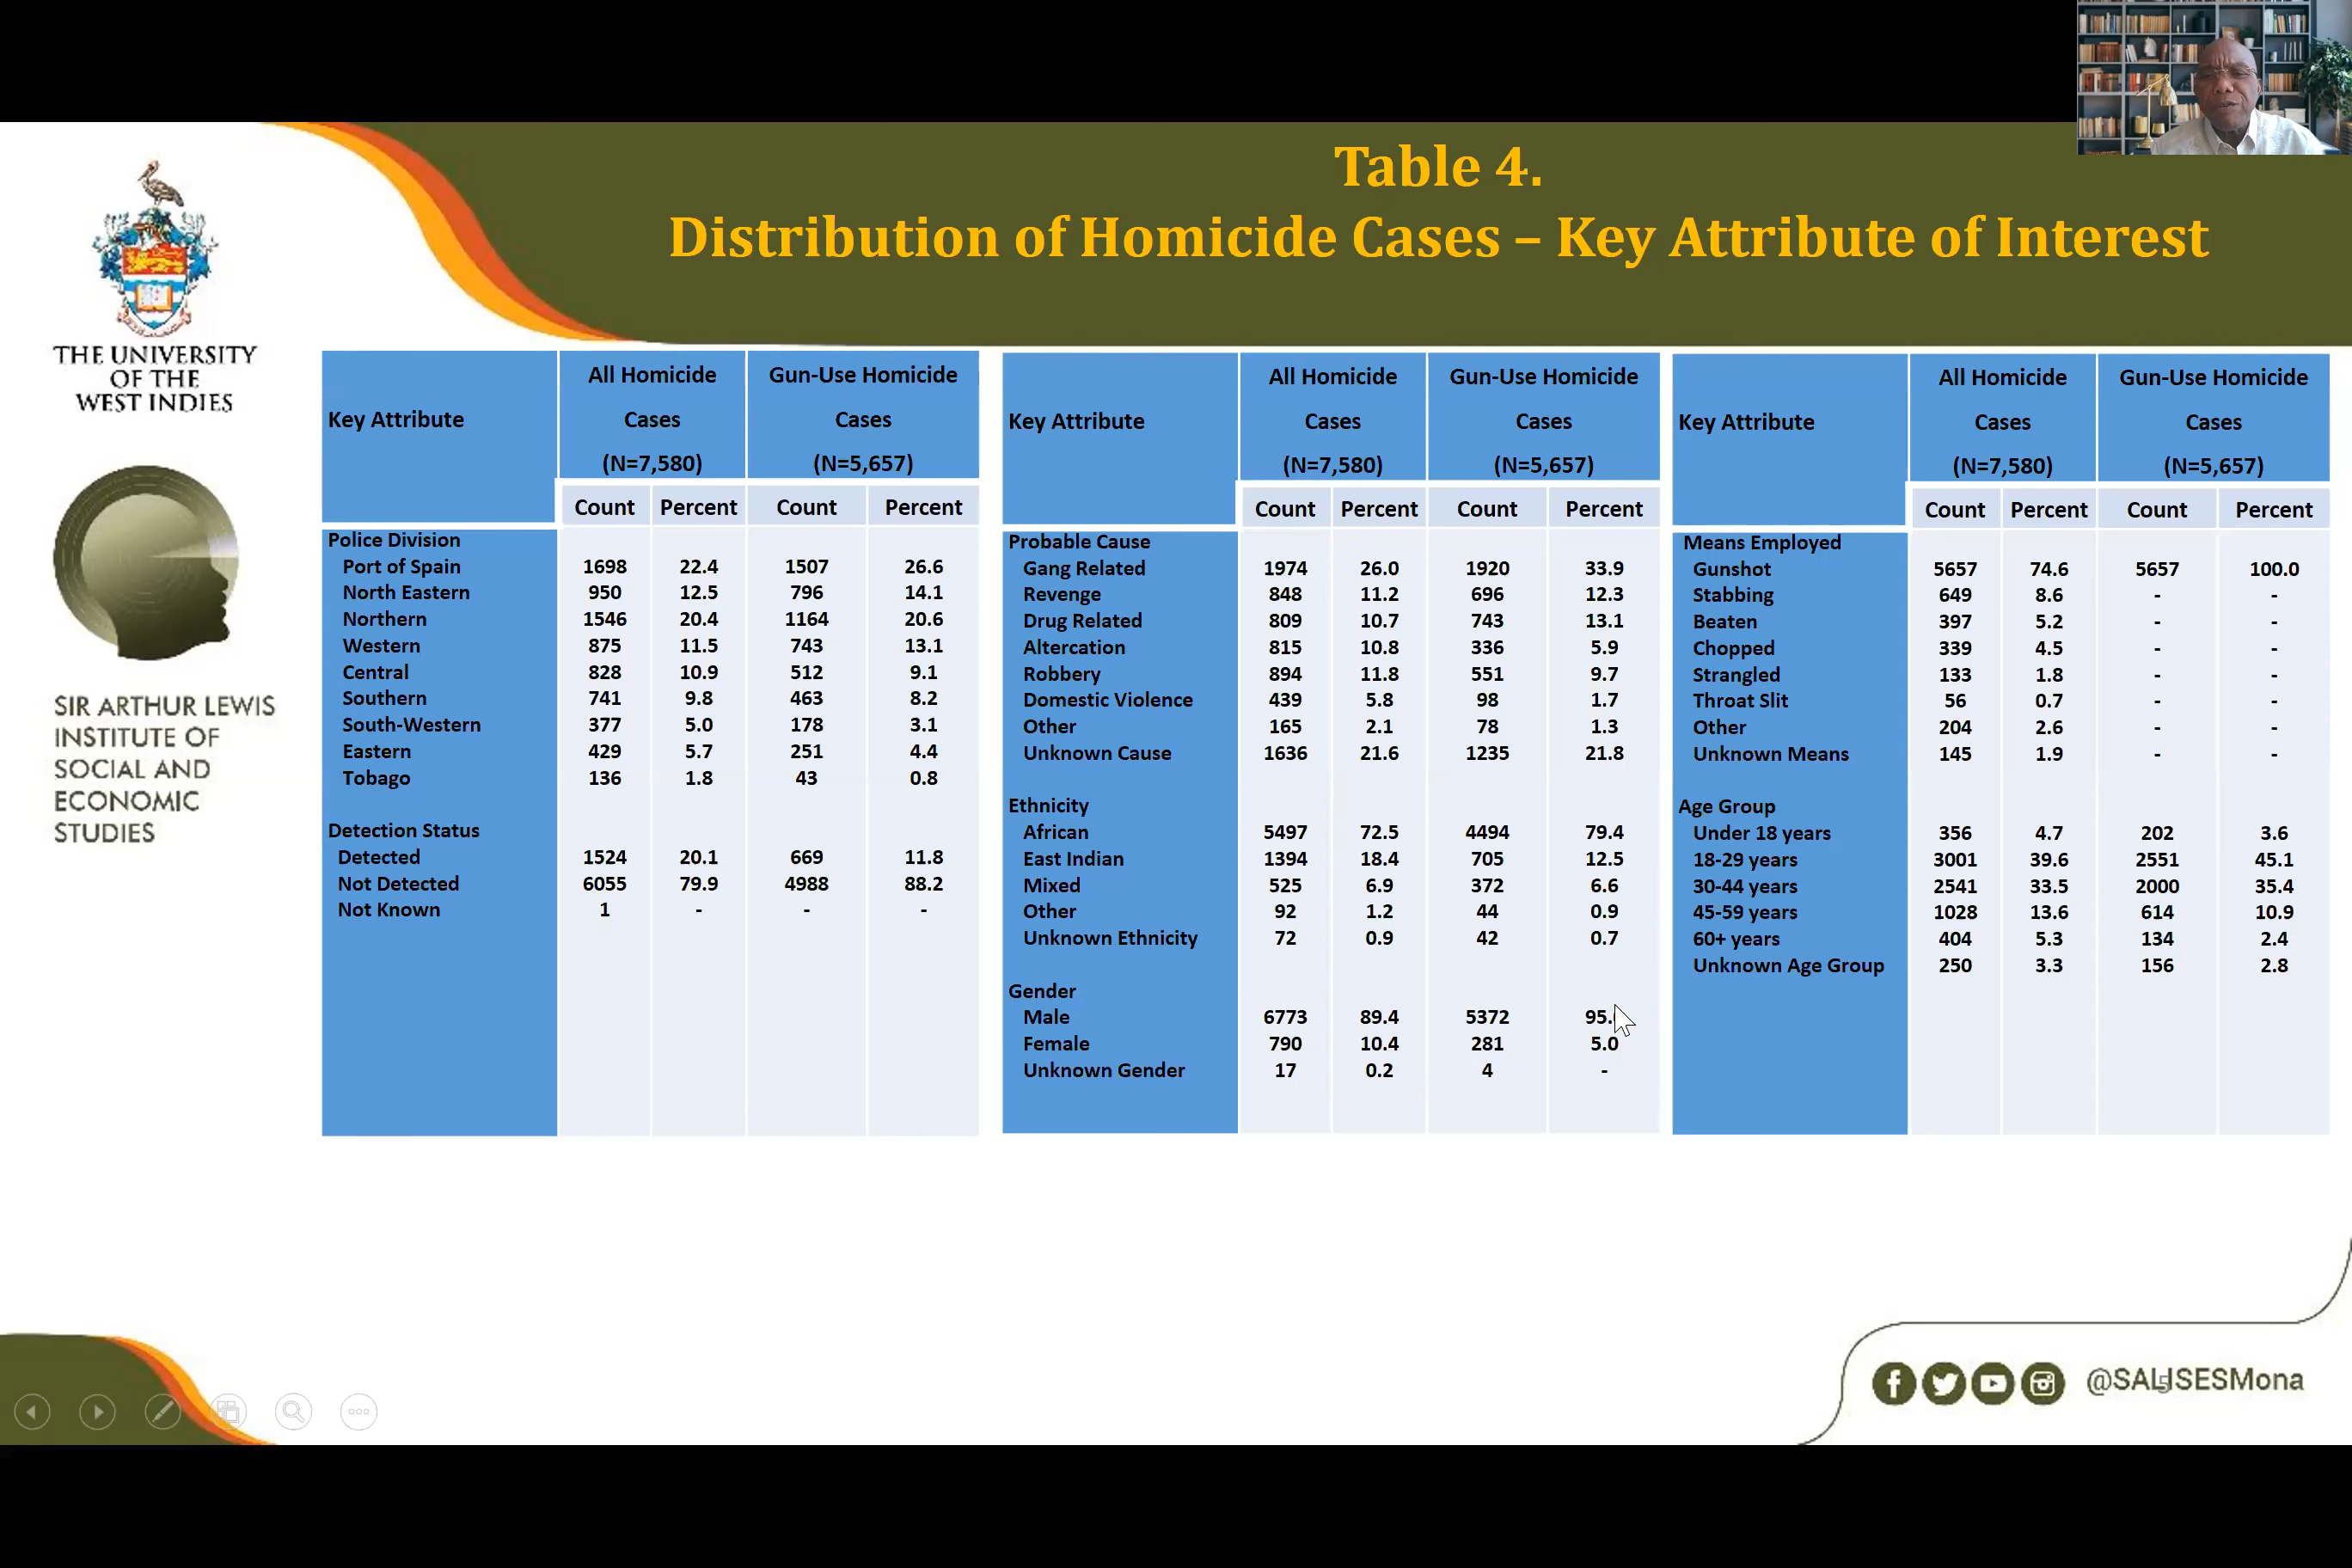 Table 4.
Distribution of Homicide Cases – Key Attribute of Interest
THE UNIVERSITY
OF THE
WEST INDIES
SIR ARTHUR LEWIS
INSTITUTE OF
SOCIAL AND
ECONOMIC
STUDIES
Key Attribute
All Homicide Cases (N=7,580)
Gun-Use Homicide Cases (N=5,657)
Count Percent Count Percent
Police Division
Port of Spain 1698 22.4 1507 26.6
North Eastern 950 12.5 796 14.1
Northern 1546 20.4 1164 20.6
Western 875 11.5 743 13.1
Central 828 10.9 512 9.1
Southern 741 9.8 463 8.2
South-Western 377 5.0 178 3.1
Eastern 429 5.7 251 4.4
Tobago 136 1.8 43 0.8
Detection Status
Detected 1524 20.1 669 11.8
Not Detected 6055 79.9 4988 88.2
Not Known 1 - - -
Key Attribute
All Homicide Cases (N=7,580)
Gun-Use Homicide Cases (N=5,657)
Count Percent Count Percent
Probable Cause
Gang Related 1974 26.0 1920 33.9
Revenge 848 11.2 696 12.3
Drug Related 809 10.7 743 13.1
Altercation 815 10.8 336 5.9
Robbery 894 11.8 551 9.7
Domestic Violence 439 5.8 98 1.7
Other 165 2.1 78 1.3
Unknown Cause 1636 21.6 1235 21.8
Ethnicity
African 5497 72.5 4494 79.4
East Indian 1394 18.4 705 12.5
Mixed 525 6.9 372 6.6
Other 92 1.2 44 0.9
Unknown Ethnicity 72 0.9 42 0.7
Gender
Male 6773 89.4 5372 95.
Female 790 10.4 281 5.0
Unknown Gender 17 0.2 4 -
Key Attribute
All Homicide Cases (N=7,580)
Gun-Use Homicide Cases (N=5,657)
Count Percent Count Percent
Means Employed
Gunshot 5657 74.6 5657 100.0
Stabbing 649 8.6 - -
Beaten 397 5.2 - -
Chopped 339 4.5 - -
Strangled 133 1.8 - -
Throat Slit 56 0.7 - -
Other 204 2.6 - -
Unknown Means 145 1.9 - -
Age Group
Under 18 years 356 4.7 202 3.6
18-29 years 3001 39.6 2551 45.1
30-44 years 2541 33.5 2000 35.4
45-59 years 1028 13.6 614 10.9
60+ years 404 5.3 134 2.4
Unknown Age Group 250 3.3 156 2.8
@SALISESMona